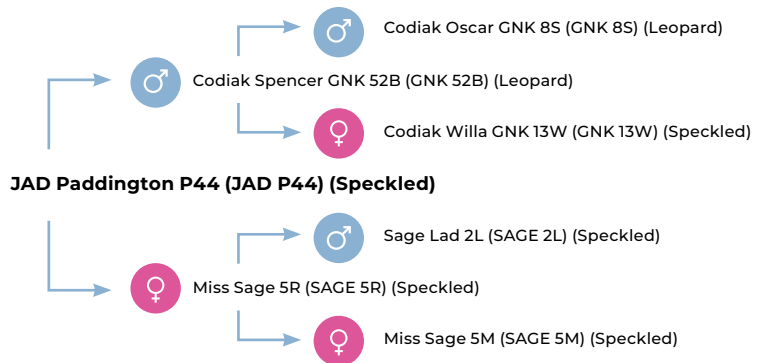 Codiak Oscar GNK 8S (GNK 8S) (Leopard)
Codiak Spencer GNK 52B (GNK 52B) (Leopard)
Codiak Willa GNK 13W (GNK 13W) (Speckled)
JAD Paddington P44 (JAD P44) (Speckled)
Sage Lad 2L (SAGE 2L) (Speckled)
Miss Sage 5R (SAGE 5R) (Speckled)
Miss Sage 5M (SAGE 5M) (Speckled)